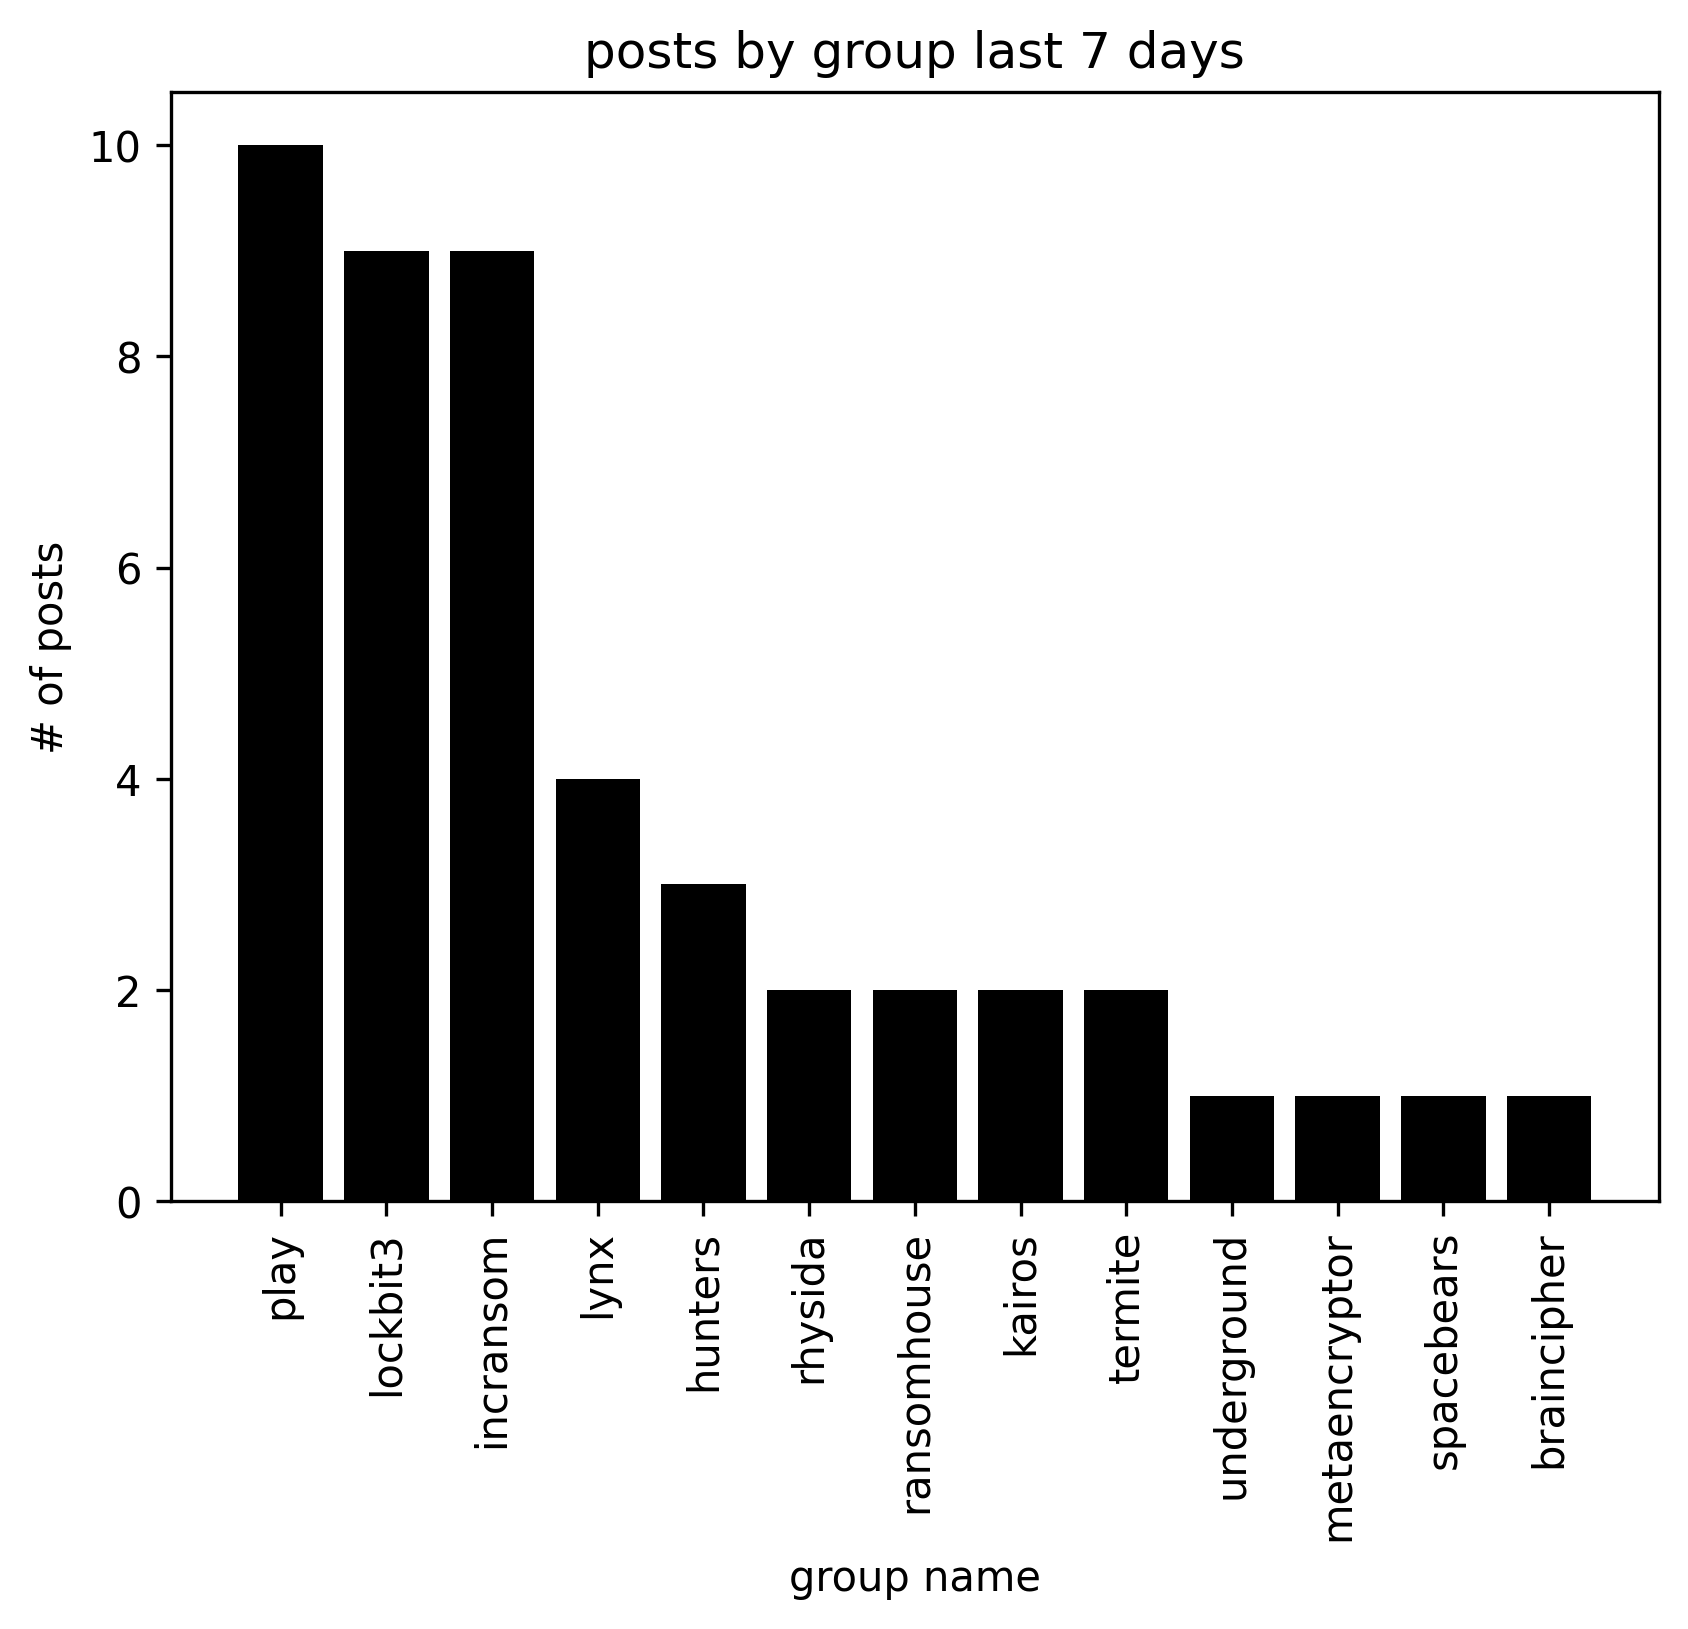 posts by group last 7 days
10
8
6
4
2
0
# of posts
play
lockbit3
incransom
lynx
hunters
rhysida
ransomhouse
kairos
termite
underground
metaencryptor
spacebears
braincipher
group name